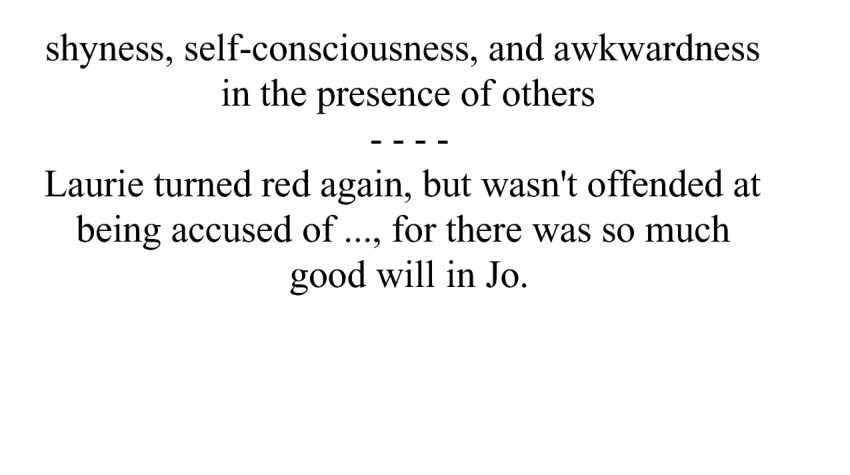 shyness, self-consciousness, and awkwardness
in the presence of others
- - - -
Laurie turned red again, but wasn't offended at
being accused of ..., for there was so much
good will in Jo.